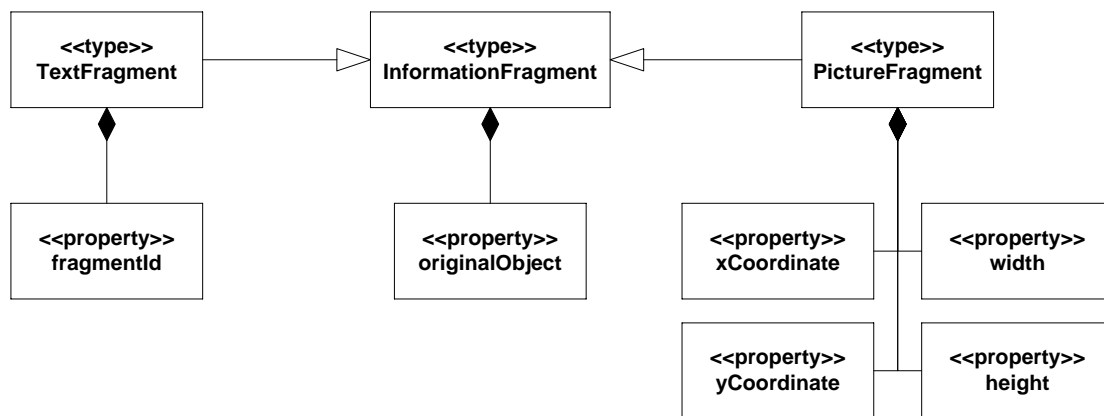 <<type>>
TextFragment
<<type>>
InformationFragment
<<type>>
PictureFragment
<<property>>
fragmentId
<<property>>
originalObject
<<property>>
xCoordinate
<<property>>
width
<<property>>
yCoordinate
<<property>>
height